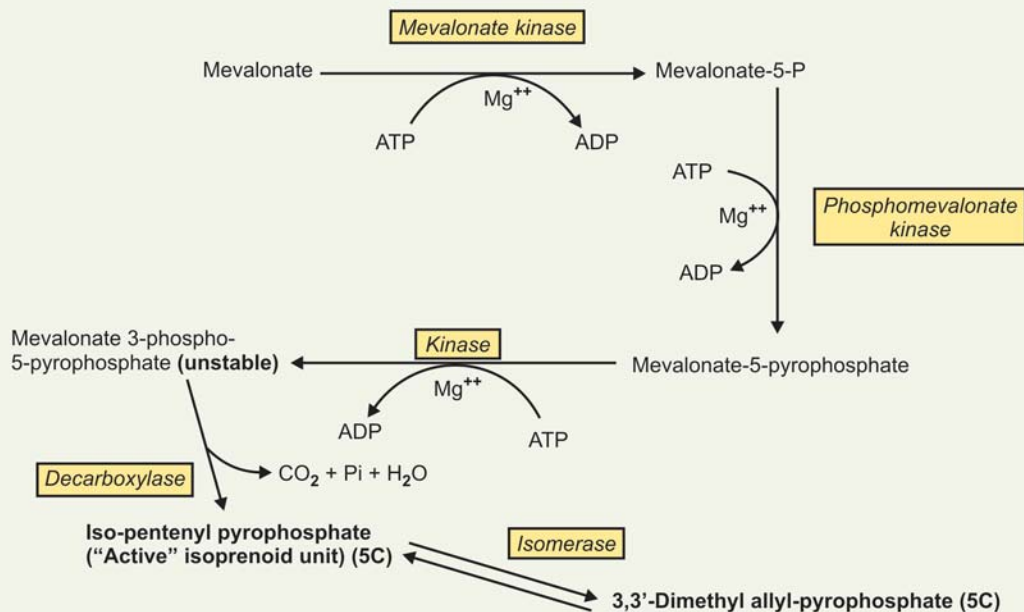 Mevalonate kinase
Mevalonate
Mevalonate-5-P
Mg++
ATP
ADP
ATP
Mg++
ADP
Phosphomevalonate
kinase
Mevalonate 3-phospho-
5-pyrophosphate (unstable)
Kinase
Mevalonate-5-pyrophosphate
Mg++
ADP
ATP
Decarboxylase
CO2 + Pi + H2O
Iso-pentenyl pyrophosphate
(“Active” isoprenoid unit) (5C)
Isomerase
3,3’-Dimethyl allyl-pyrophosphate (5C)